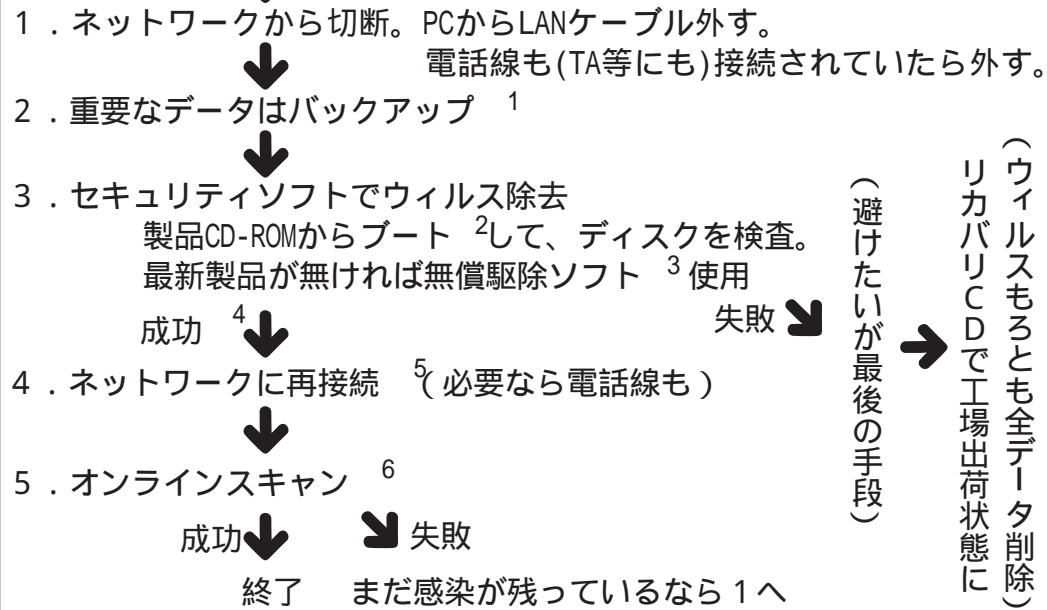 1．ネットワークから切断。PCからLANケーブル外す。
電話線も(TA等にも)接続されていたら外す。
2．重要なデータはバックアップ 1
3．セキュリティソフトでウィルス除去
製品CD-ROMからブート 2して、ディスクを検査。
最新製品が無ければ無償駆除ソフト 3 使用
成功 4
失敗
4．ネットワークに再接続 5(必要なら電話線も)
5．オンラインスキャン 6
成功
失敗
終了
まだ感染が残っているなら1へ
(避けたいが最後の手段)
(ウィルスもろとも全データ削除)
リカバリCDで工場出荷状態に